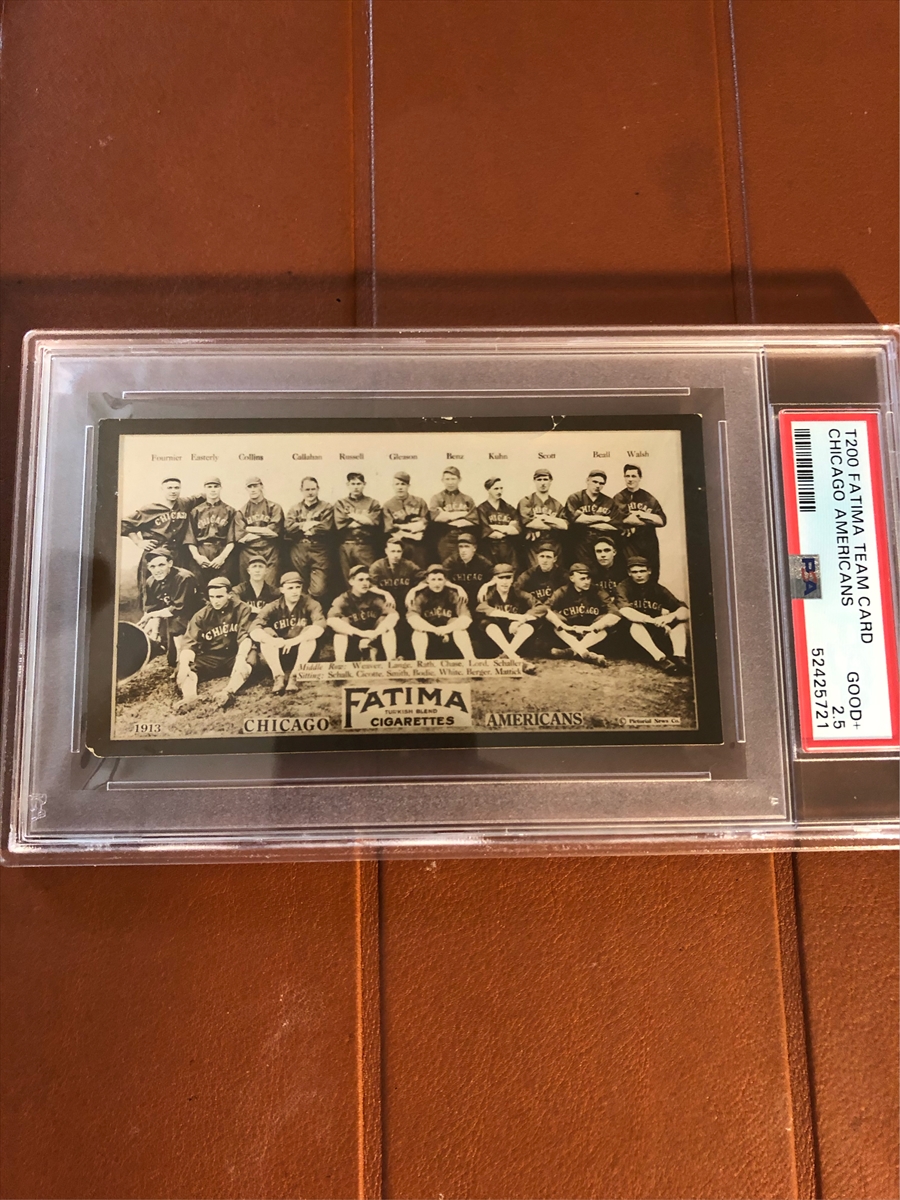 Fournier Easterly Collins Callahan Russell Gleason Benz Kuhn Scott Beall Walsh
Middle Row: Weaver, Lange, Rath, Chase, Lord, Schaller
Sitting: Schalk, Cicotte, Smith, Bodie, White, Berger, Mattick
FATIMA
TURKISH BLEND
CIGARETTES
1913
CHICAGO
AMERICANS
© Pictorial News Co.
T200 FATIMA TEAM CARD
CHICAGO AMERICANS
GOOD+
2.5
52425721
PSA